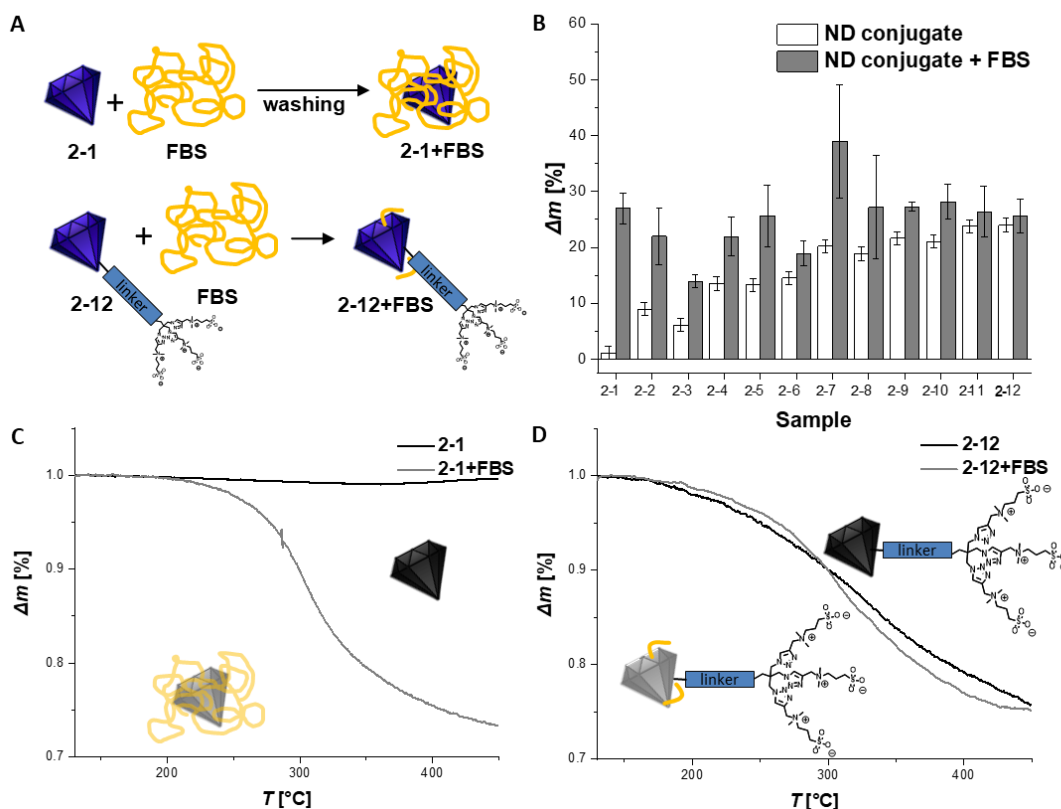 A
2-1
+
FBS
washing
2-1+FBS
2-12
+
FBS
linker
linker
2-12+FBS
B
ND conjugate
ND conjugate + FBS
Δm [%]
60
50
40
30
20
10
0
2-1 2-2 2-3 2-4 2-5 2-6 2-7 2-8 2-9 2-10 2-11 2-12
Sample
C
2-1
2-1+FBS
Δm [%]
1.0
0.9
0.8
0.7
200 300 400
T [°C]
D
2-12
2-12+FBS
Δm [%]
1.0
0.9
0.8
0.7
linker
linker
200 300 400
T [°C]